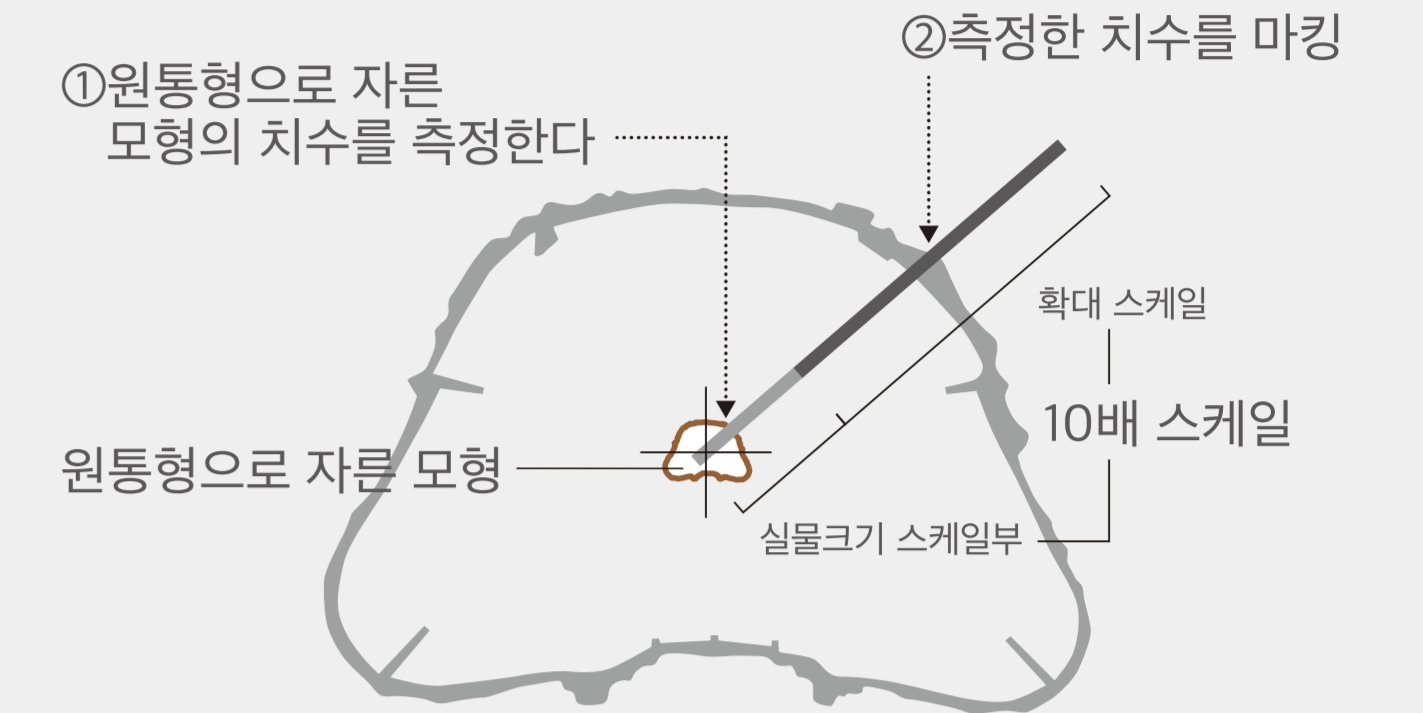 ①원통형으로 자른
모형의 치수를 측정한다
②측정한 치수를 마킹
확대 스케일
10배 스케일
원통형으로 자른 모형
실물크기 스케일부